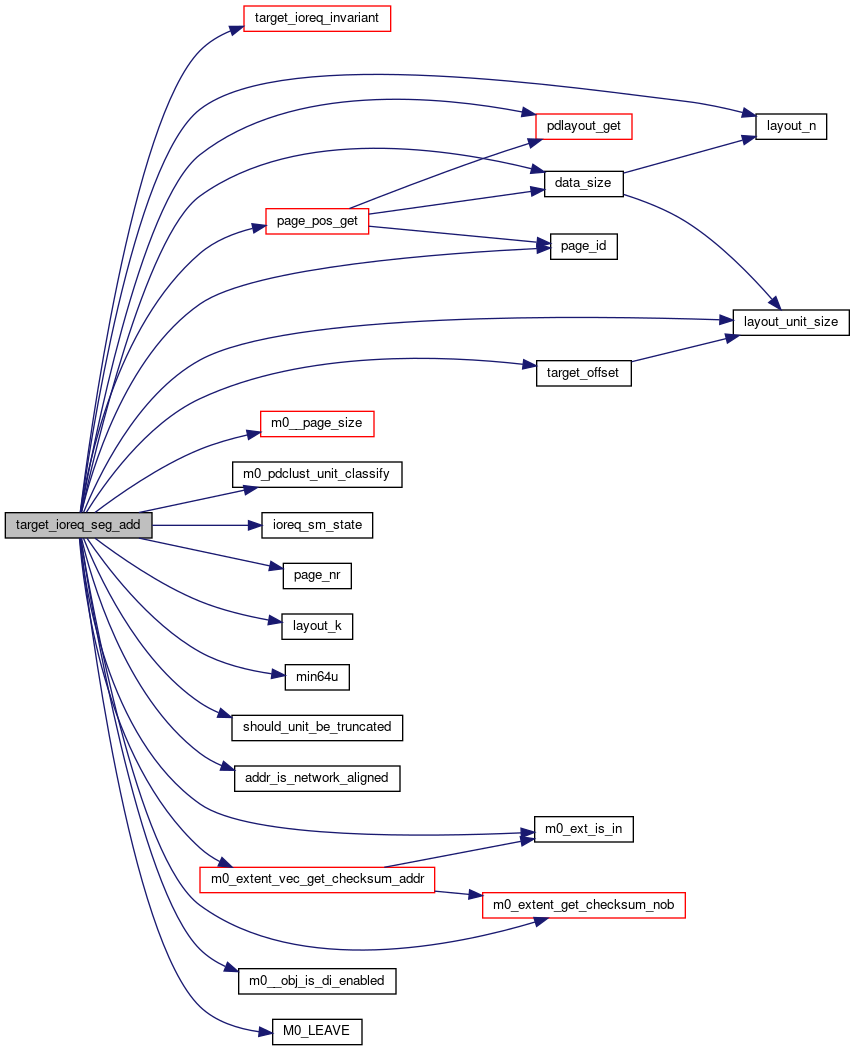 target_ioreq_invariant
layout_n
pdlayout_get
data_size
page_pos_get
page_id
layout_unit_size
target_offset
m0__page_size
m0_pdclust_unit_classify
target_ioreq_seg_add
ioreq_sm_state
page_nr
layout_k
min64u
should_unit_be_truncated
addr_is_network_aligned
m0_ext_is_in
m0_extent_vec_get_checksum_addr
m0_extent_get_checksum_nob
m0__obj_is_di_enabled
M0_LEAVE